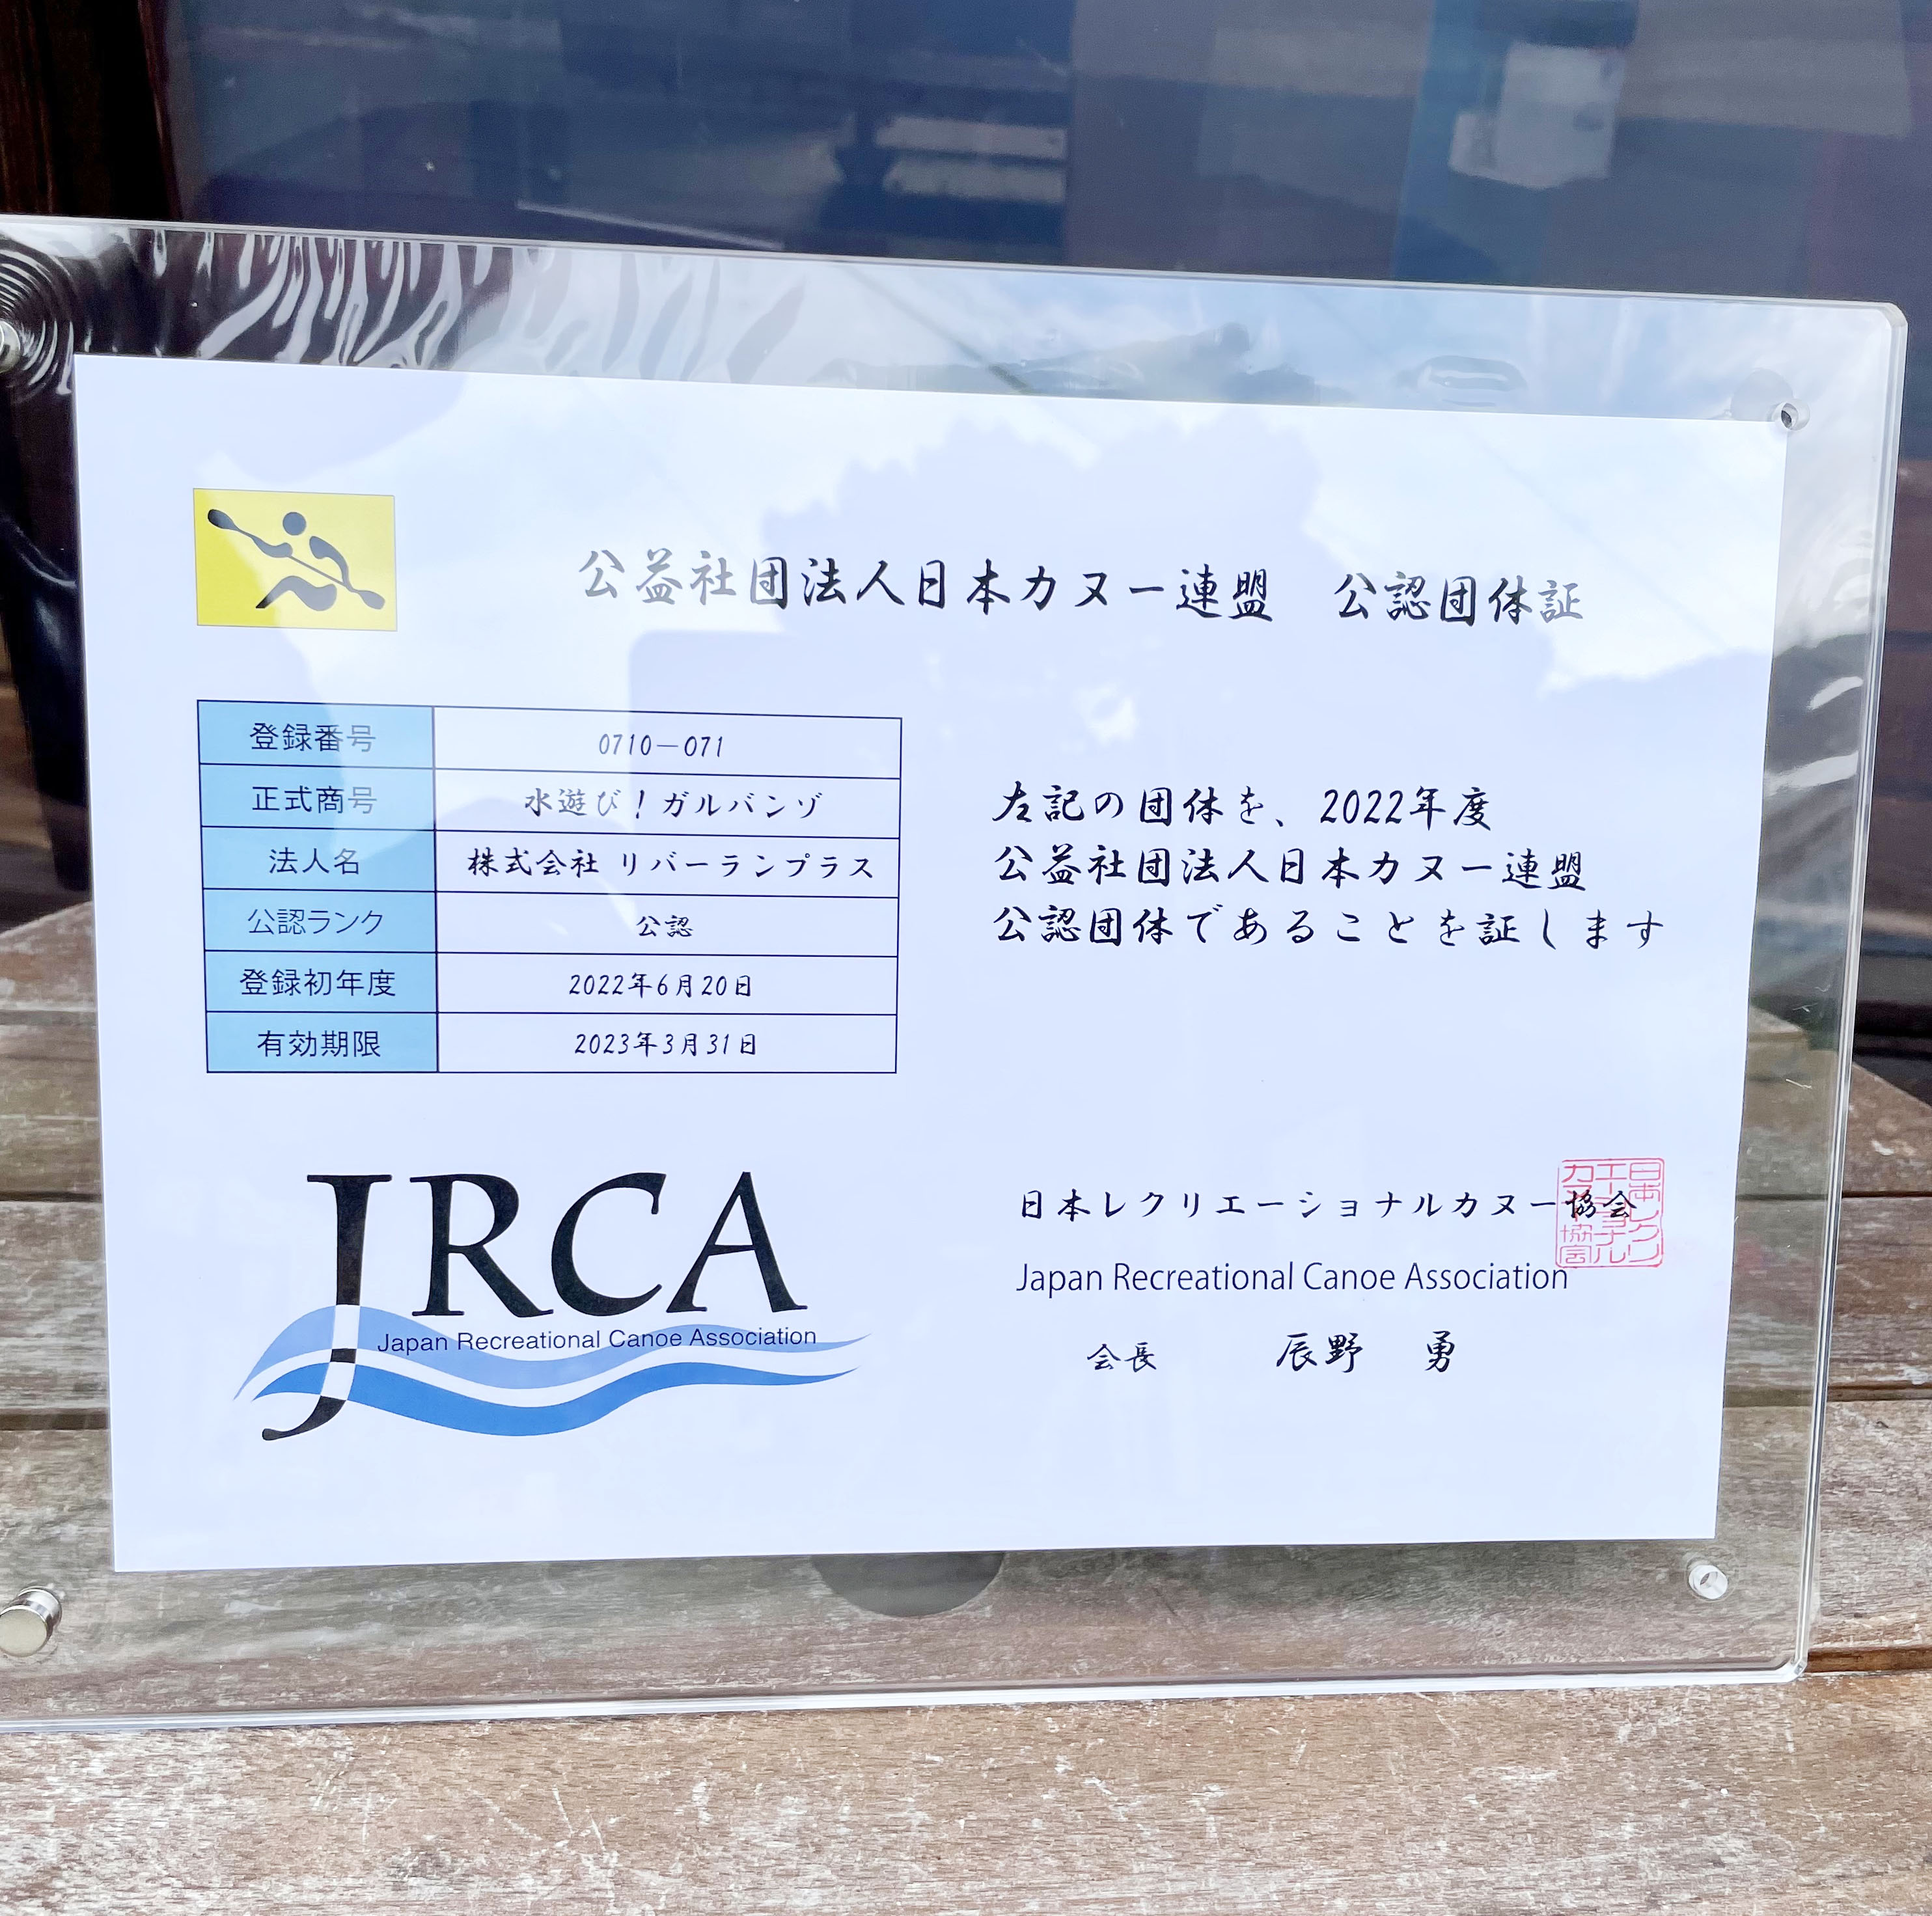 公益社団法人日本カヌー連盟　公認団体証
登録番号 0710－071
正式商号 水遊び！ガルバンゾ
法人名 株式会社 リバーランプラス
公認ランク 公認
登録初年度 2022年6月20日
有効期限 2023年3月31日
左記の団体を、2022年度
公益社団法人日本カヌー連盟
公認団体であることを証します
JRCA
Japan Recreational Canoe Association
日本レクリエーショナルカヌー協会
Japan Recreational Canoe Association
会長　辰野　勇